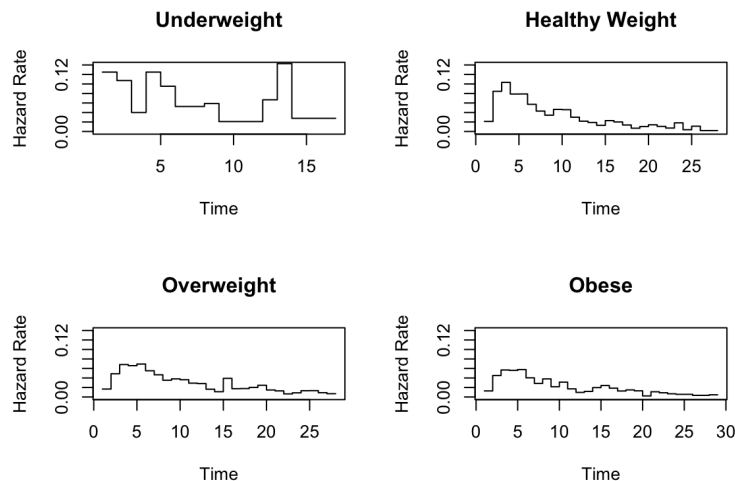 Underweight
Hazard Rate
0.12
0.00
5 10 15
Time
Healthy Weight
Hazard Rate
0.12
0.00
0 5 10 15 20 25
Time
Overweight
Hazard Rate
0.12
0.00
0 5 10 15 20 25
Time
Obese
Hazard Rate
0.12
0.00
0 5 10 15 20 25 30
Time